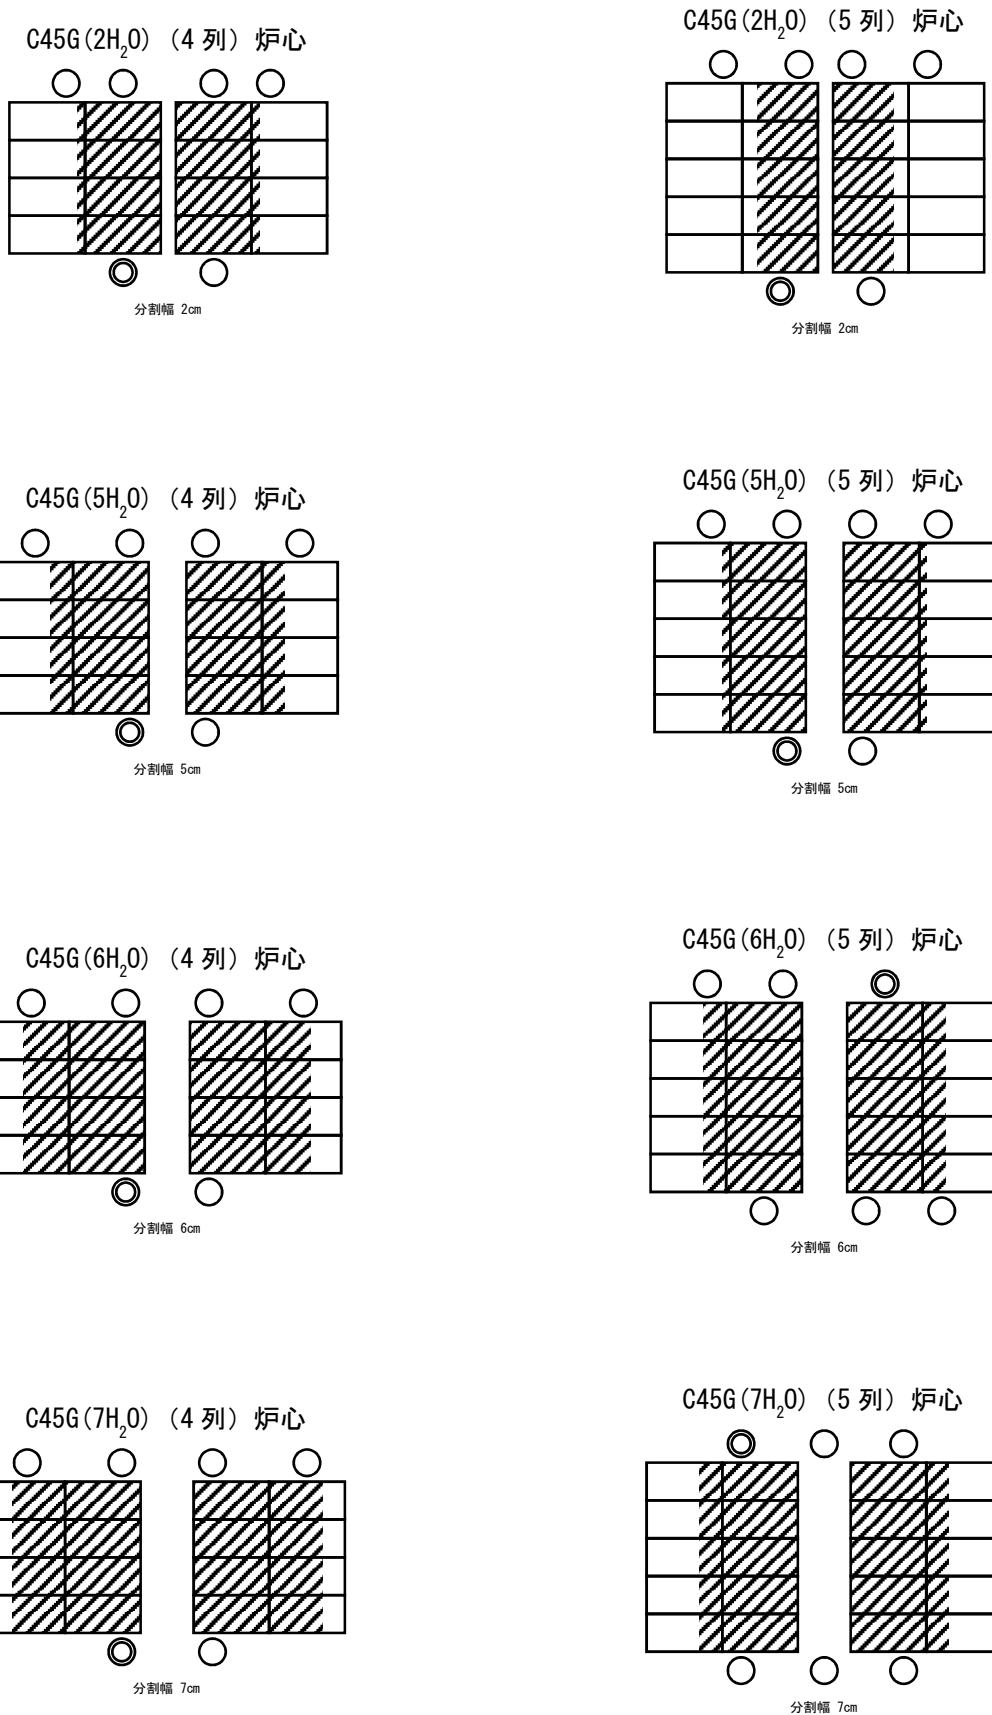 C45G(2H₂O) (4 列) 炉心
分割幅 2cm
C45G(2H₂O) (5 列) 炉心
分割幅 2cm
C45G(5H₂O) (4 列) 炉心
分割幅 5cm
C45G(5H₂O) (5 列) 炉心
分割幅 5cm
C45G(6H₂O) (4 列) 炉心
分割幅 6cm
C45G(6H₂O) (5 列) 炉心
分割幅 6cm
C45G(7H₂O) (4 列) 炉心
分割幅 7cm
C45G(7H₂O) (5 列) 炉心
分割幅 7cm